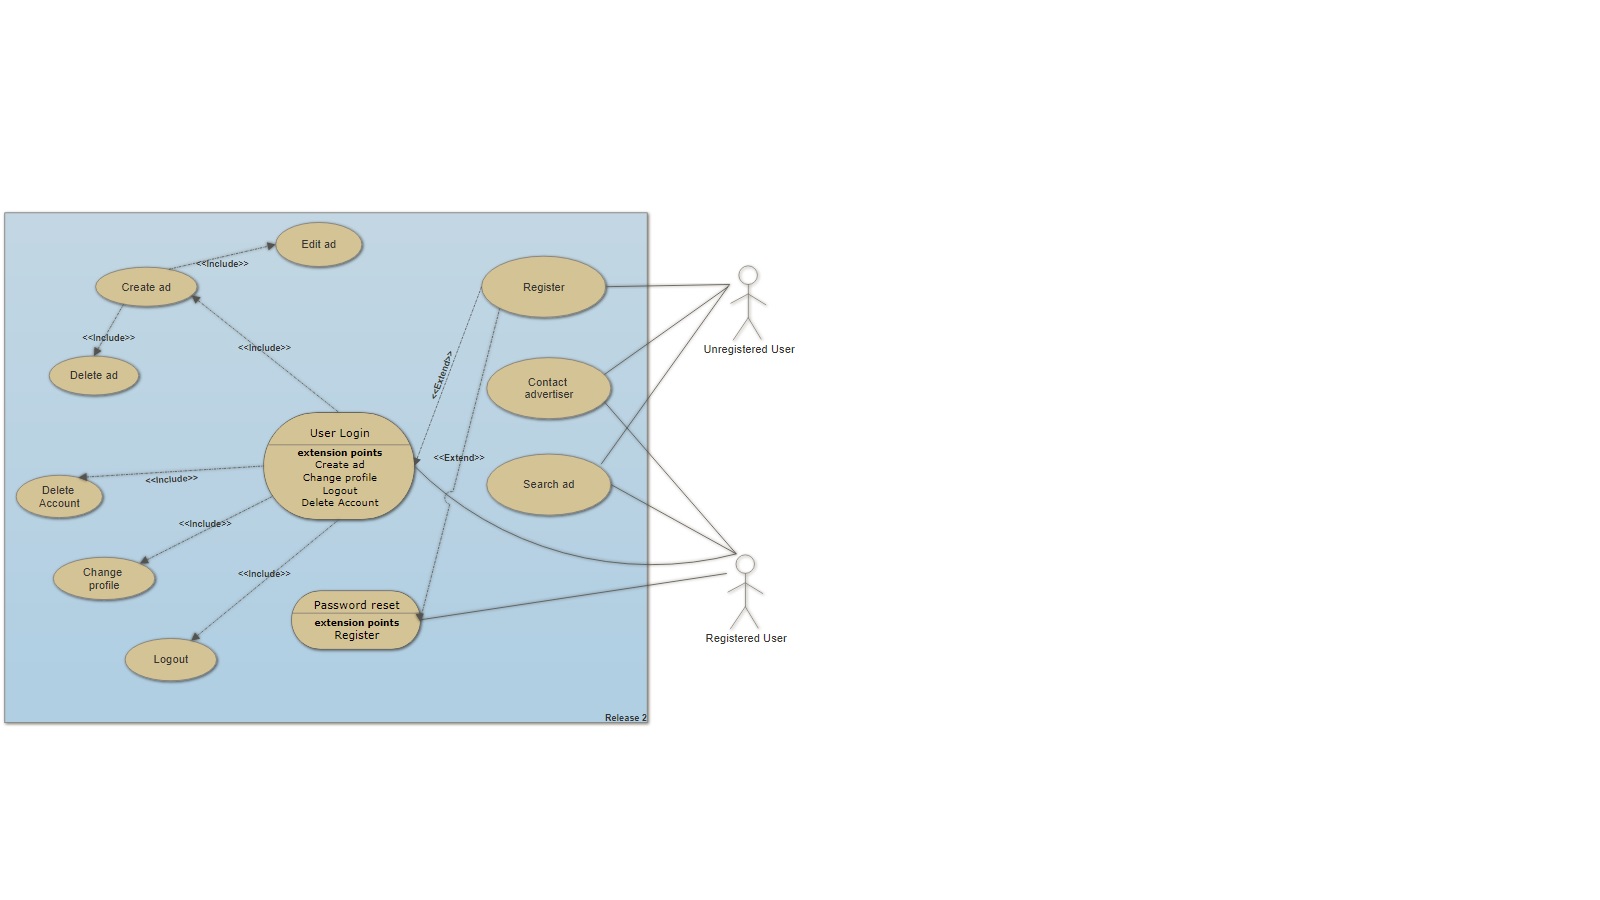 Edit ad
<<Include>>
Create ad
Register
<<Include>>
<<Include>>
Unregistered User
Delete ad
<<Extend>>
Contact
advertiser
User Login
extension points
Create ad
Change profile
Logout
Delete Account
<<Extend>>
<<Include>>
Search ad
Delete
Account
<<Include>>
Change
profile
<<Include>>
Password reset
extension points
Register
Registered User
Logout
Release 2